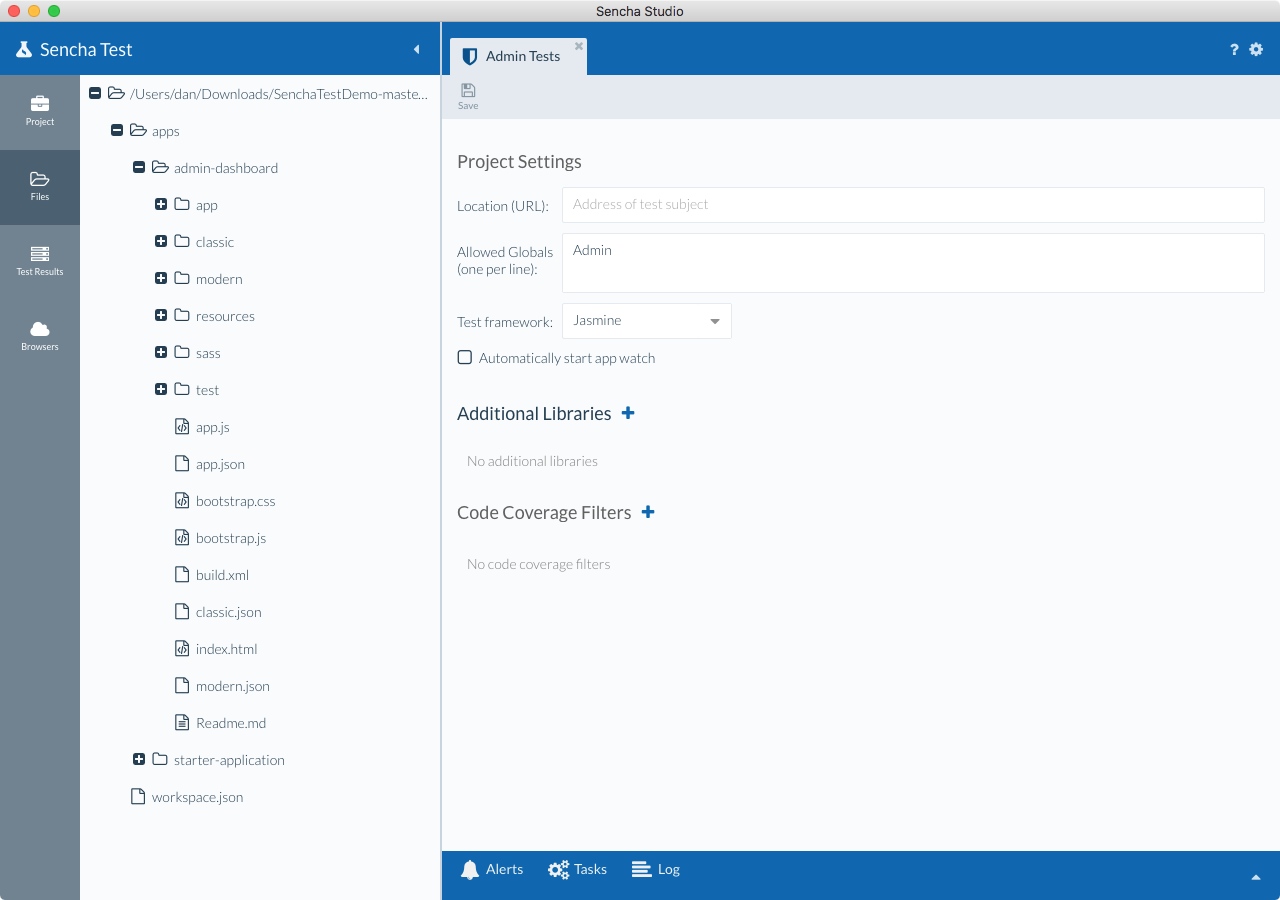 Sencha Studio
Sencha Test
Admin Tests
?
Project
Files
Test Results
Browsers
/Users/dan/Downloads/SenchaTestDemo-maste...
apps
admin-dashboard
app
classic
modern
resources
sass
test
app.js
app.json
bootstrap.css
bootstrap.js
build.xml
classic.json
index.html
modern.json
Readme.md
starter-application
workspace.json
Save
Project Settings
Location (URL):
Address of test subject
Allowed Globals
(one per line):
Admin
Test framework:
Jasmine
Automatically start app watch
Additional Libraries
No additional libraries
Code Coverage Filters
No code coverage filters
Alerts
Tasks
Log